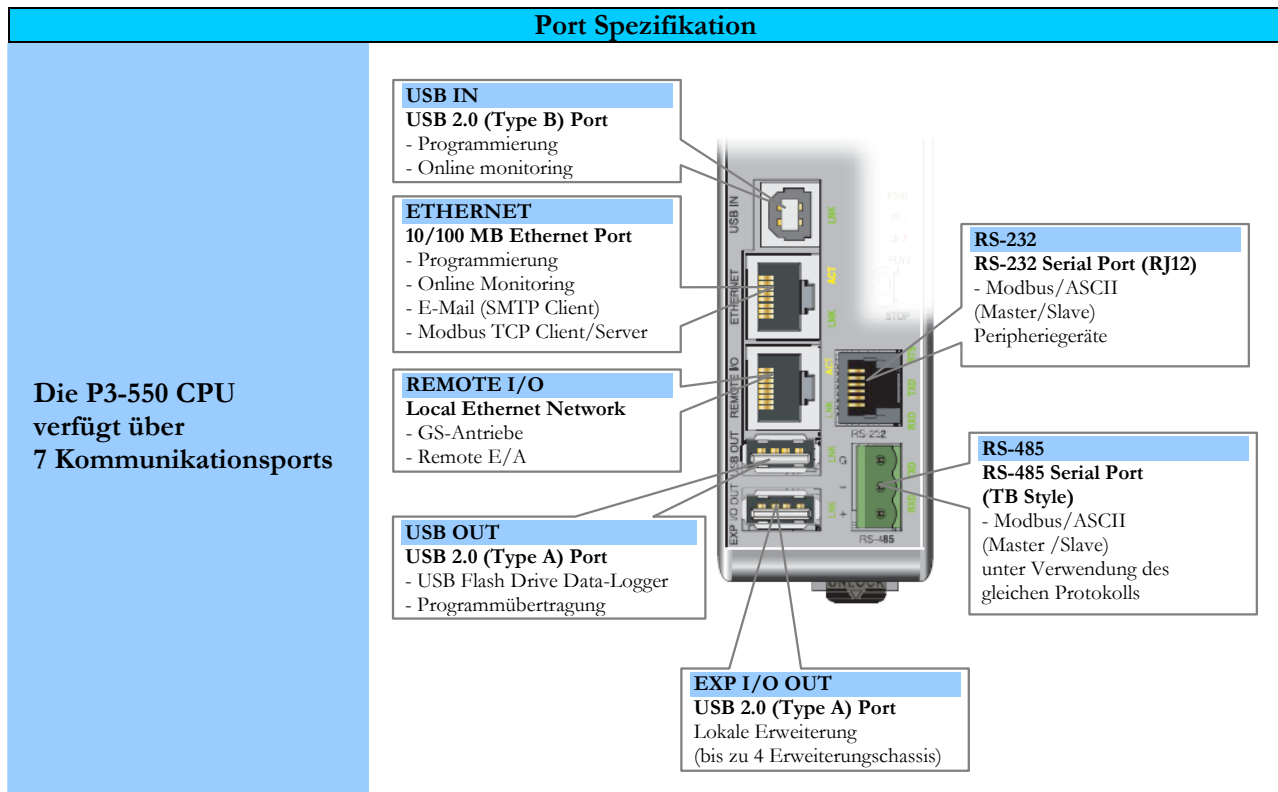 Port Spezifikation
Die P3-550 CPU
verfügt über
7 Kommunikationsports
USB IN
USB 2.0 (Type B) Port
- Programmierung
- Online monitoring
ETHERNET
10/100 MB Ethernet Port
- Programmierung
- Online Monitoring
- E-Mail (SMTP Client)
- Modbus TCP Client/Server
REMOTE I/O
Local Ethernet Network
- GS-Antriebe
- Remote E/A
USB OUT
USB 2.0 (Type A) Port
- USB Flash Drive Data-Logger
- Programmübertragung
EXP I/O OUT
USB 2.0 (Type A) Port
Lokale Erweiterung
(bis zu 4 Erweiterungschassis)
RS-232
RS-232 Serial Port (RJ12)
- Modbus/ASCII
(Master/Slave)
Peripheriegeräte
RS-485
RS-485 Serial Port
(TB Style)
- Modbus/ASCII
(Master /Slave)
unter Verwendung des
gleichen Protokolls
USB IN
LNK
ETHERNET
ACT
LNK
REMOTE I/O
ACT
LNK
USB OUT
LNK
EXP I/O OUT
LNK
RUN
STOP
TXD
RXD
RS-232
G
−
+
TXD
RXD
RS-485
UNLOCK